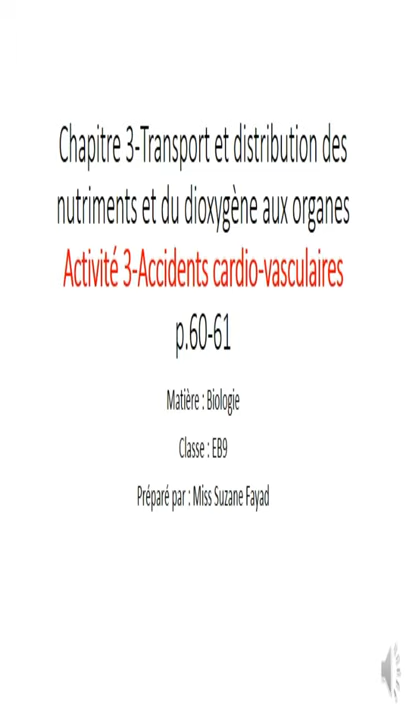 Chapitre 3-Transport et distribution des
nutriments et du dioxygène aux organes
Activité 3-Accidents cardio-vasculaires
p.60-61
Matière : Biologie
Classe : EB9
Préparé par : Miss Suzane Fayad